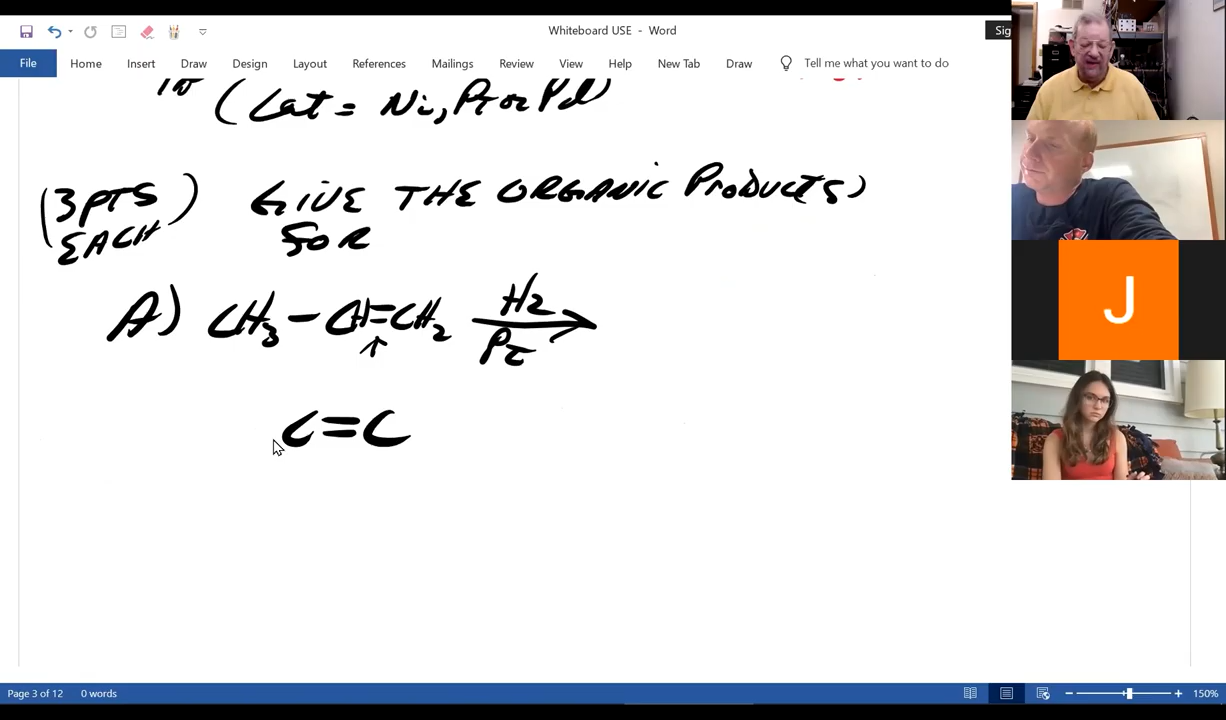 Whiteboard USE - Word
Sig
File Home Insert Draw Design Layout References Mailings Review View Help New Tab Draw Tell me what you want to do
(Cat = Ni, Pt or Pd)
(3 PTS EACH) GIVE THE ORGANIC PRODUCT(S)
FOR
A) CH3 - CH=CH2 H2 Pt
C=C
J
Page 3 of 12 0 words 150%